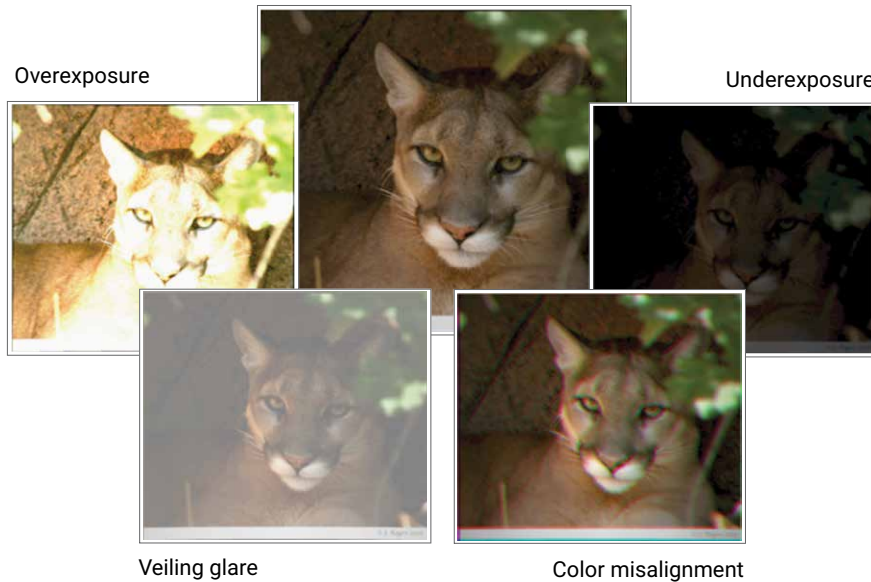 Overexposure
Underexposure
Veiling glare
Color misalignment